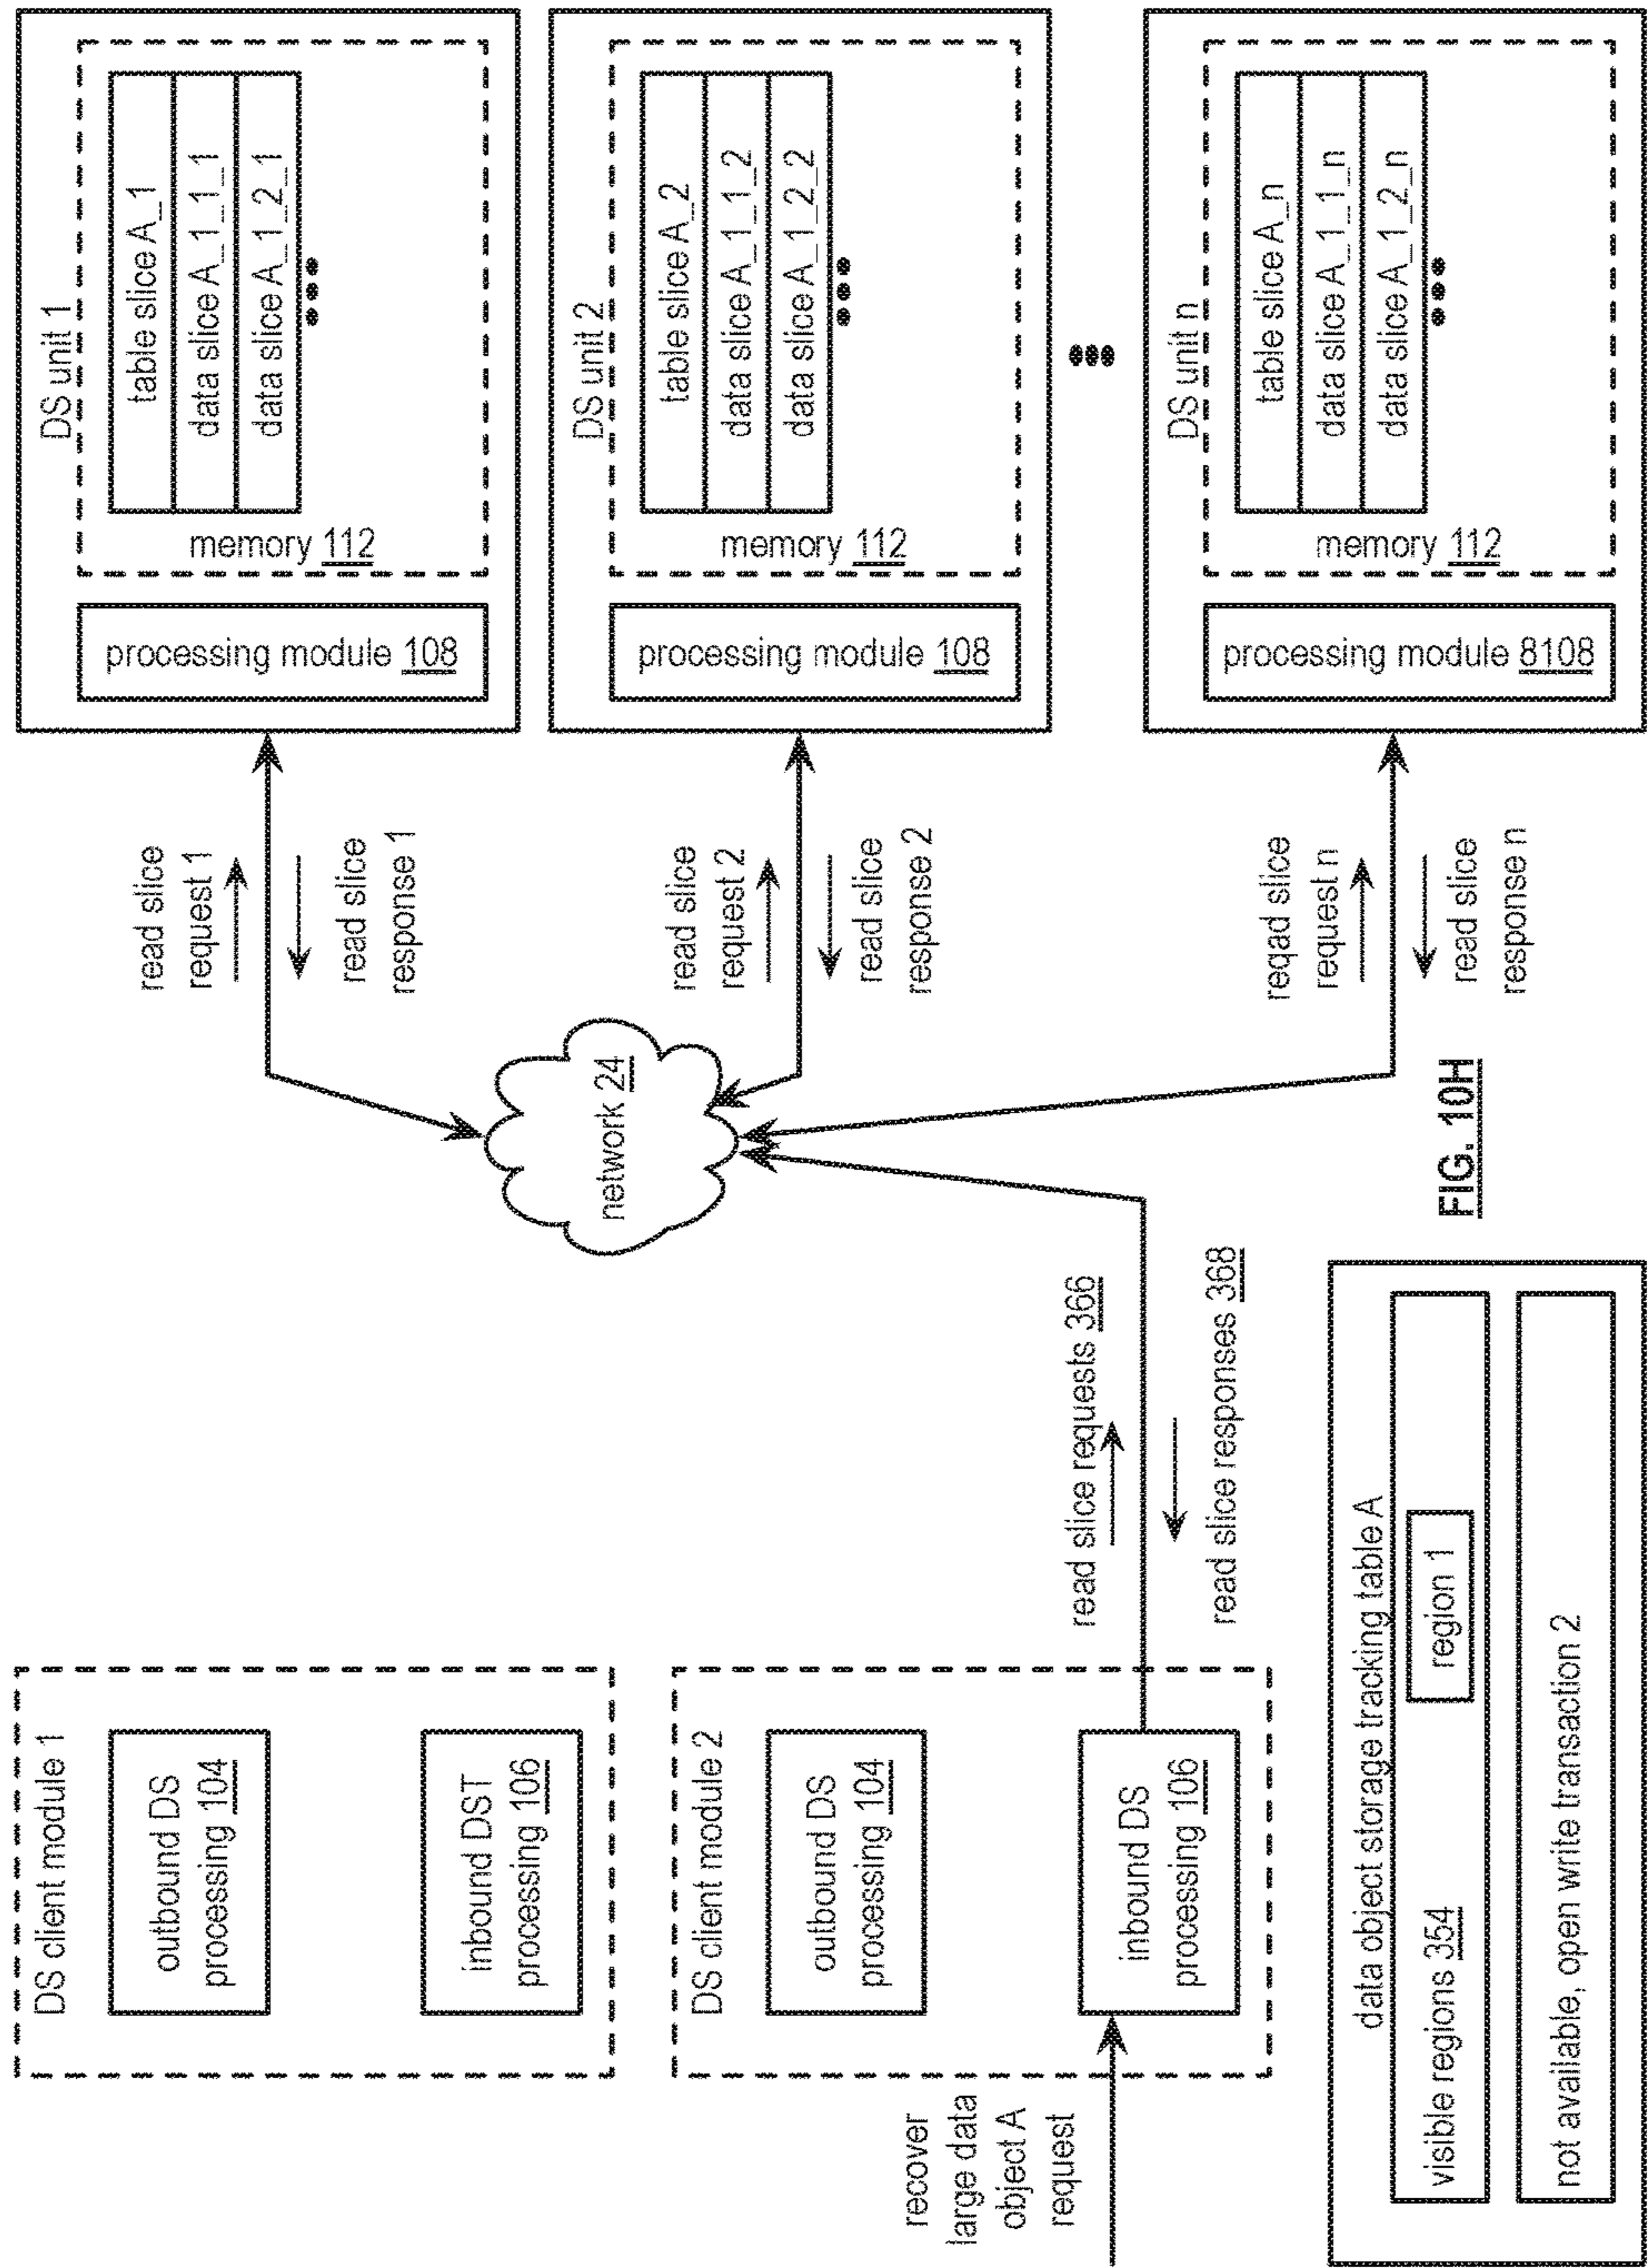 DS client module 1
outbound DS
processing 104
inbound DST
processing 106
DS client module 2
outbound DS
processing 104
inbound DS
processing 106
recover
large data
object A
request
read slice requests 366
read slice responses 368
network 24
read slice
request 1
read slice
response 1
read slice
request 2
read slice
response 2
reqad slice
request n
read slice
response n
DS unit 1
processing module 108
memory 112
table slice A_1
data slice A_1_1_1
data slice A_1_2_1
DS unit 2
processing module 108
memory 112
table slice A_2
data slice A_1_1_2
data slice A_1_2_2
DS unit n
processing module 8108
memory 112
table slice A_n
data slice A_1_1_n
data slice A_1_2_n
data object storage tracking table A
visible regions 354
region 1
not available, open write transaction 2
FIG. 10H